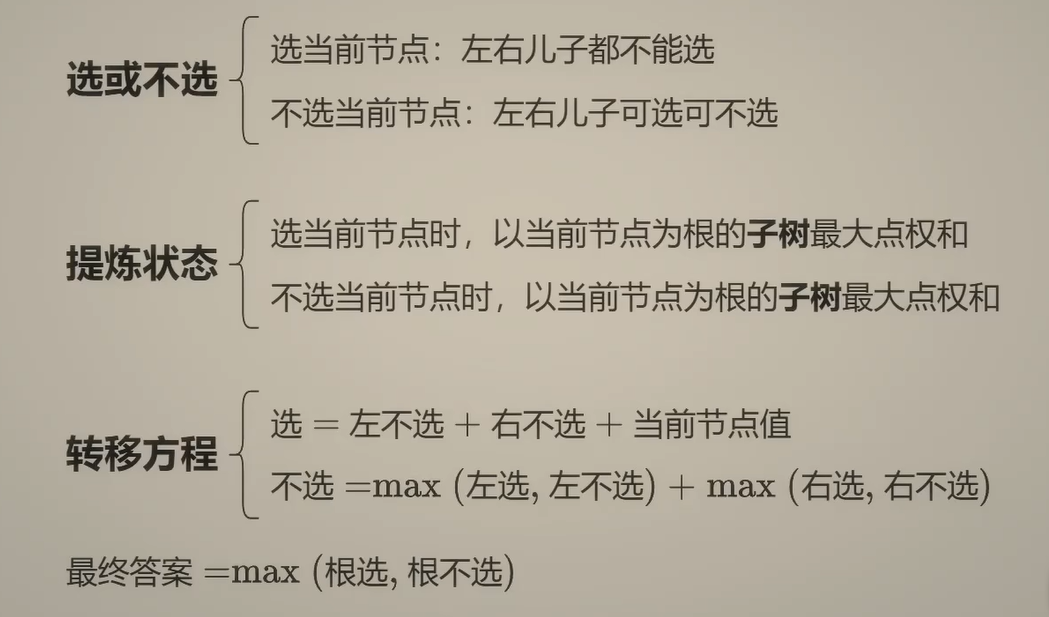 选或不选
选当前节点：左右儿子都不能选
不选当前节点：左右儿子可选可不选
提炼状态
选当前节点时，以当前节点为根的子树最大点权和
不选当前节点时，以当前节点为根的子树最大点权和
转移方程
选 = 左不选 + 右不选 + 当前节点值
不选 =max (左选, 左不选) + max (右选, 右不选)
最终答案 =max (根选, 根不选)